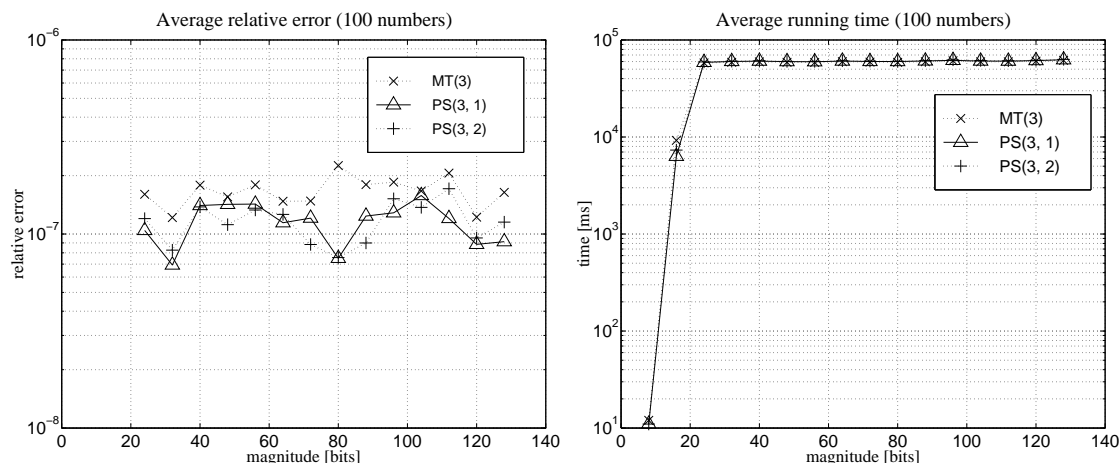 Average relative error (100 numbers)
10^-6
MT(3)
PS(3, 1)
PS(3, 2)
relative error
10^-7
10^-8
0 20 40 60 80 100 120 140
magnitude [bits]
Average running time (100 numbers)
10^5
MT(3)
10^4
PS(3, 1)
PS(3, 2)
time [ms]
10^3
10^2
10^1
0 20 40 60 80 100 120 140
magnitude [bits]